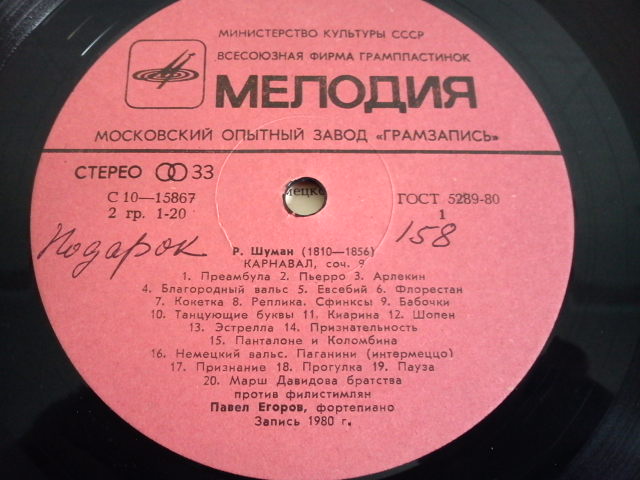 МИНИСТЕРСТВО КУЛЬТУРЫ СССР
ВСЕСОЮЗНАЯ ФИРМА ГРАМПЛАСТИНОК
МЕЛОДИЯ
МОСКОВСКИЙ ОПЫТНЫЙ ЗАВОД «ГРАМЗАПИСЬ»
СТЕРЕО 33
С 10—15867
2 гр. 1-20
мецко
ГОСТ 5289-80
1
Подарок
158
Р. Шуман (1810—1856)
КАРНАВАЛ, соч. 9
1. Преамбула 2. Пьерро 3. Арлекин
4. Благородный вальс 5. Евсебий 6. Флорестан
7. Кокетка 8. Реплика. Сфинксы 9. Бабочки
10. Танцующие буквы 11. Киарина 12. Шопен
13. Эстрелла 14. Признательность
15. Панталоне и Коломбина
16. Немецкий вальс. Паганини (интермеццо)
17. Признание 18. Прогулка 19. Пауза
20. Марш Давидова братства
против филистимлян
Павел Егоров, фортепиано
Запись 1980 г.